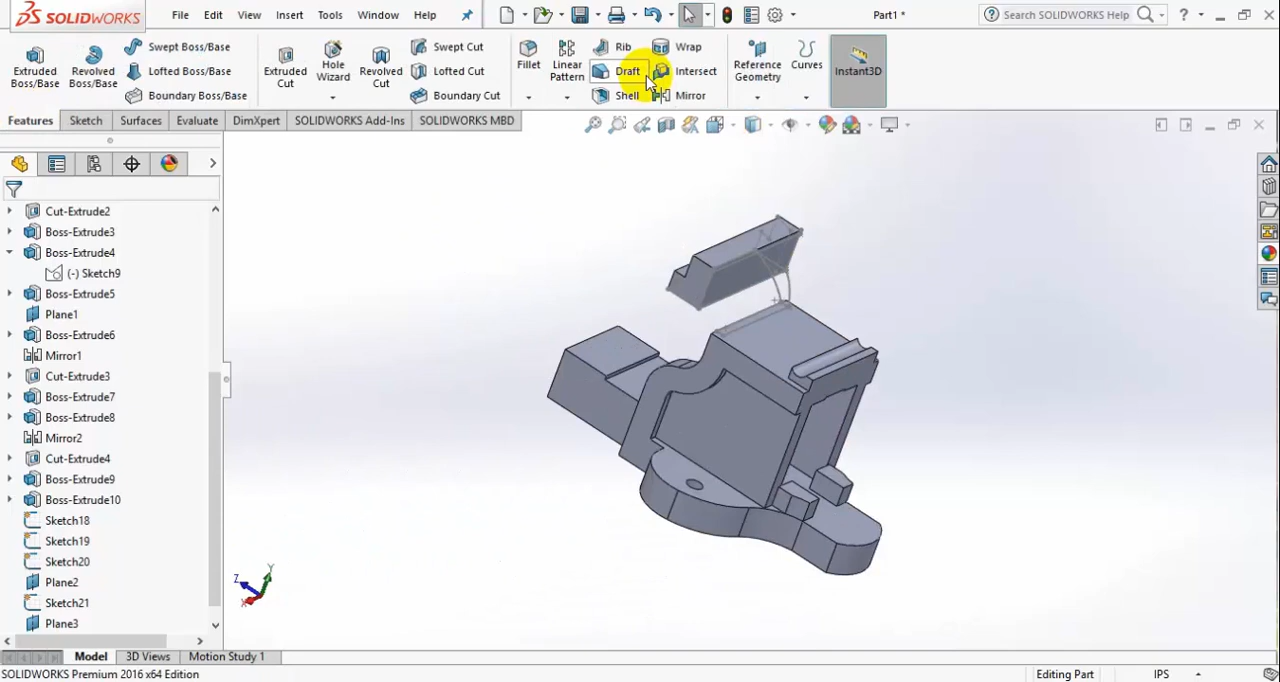 SOLIDWORKS File Edit View Insert Tools Window Help Part1 * Search SOLIDWORKS Help ?
Extruded Boss/Base
Revolved Boss/Base
Swept Boss/Base
Lofted Boss/Base
Boundary Boss/Base
Extruded Cut
Hole Wizard
Revolved Cut
Swept Cut
Lofted Cut
Boundary Cut
Fillet
Linear Pattern
Rib
Draft
Shell
Wrap
Intersect
Mirror
Reference Geometry
Curves
Instant3D
Features Sketch Surfaces Evaluate DimXpert SOLIDWORKS Add-Ins SOLIDWORKS MBD
Cut-Extrude2
Boss-Extrude3
Boss-Extrude4
(-) Sketch9
Boss-Extrude5
Plane1
Boss-Extrude6
Mirror1
Cut-Extrude3
Boss-Extrude7
Boss-Extrude8
Mirror2
Cut-Extrude4
Boss-Extrude9
Boss-Extrude10
Sketch18
Sketch19
Sketch20
Plane2
Sketch21
Plane3
Y
Z
X
Model 3D Views Motion Study 1
SOLIDWORKS Premium 2016 x64 Edition Editing Part IPS